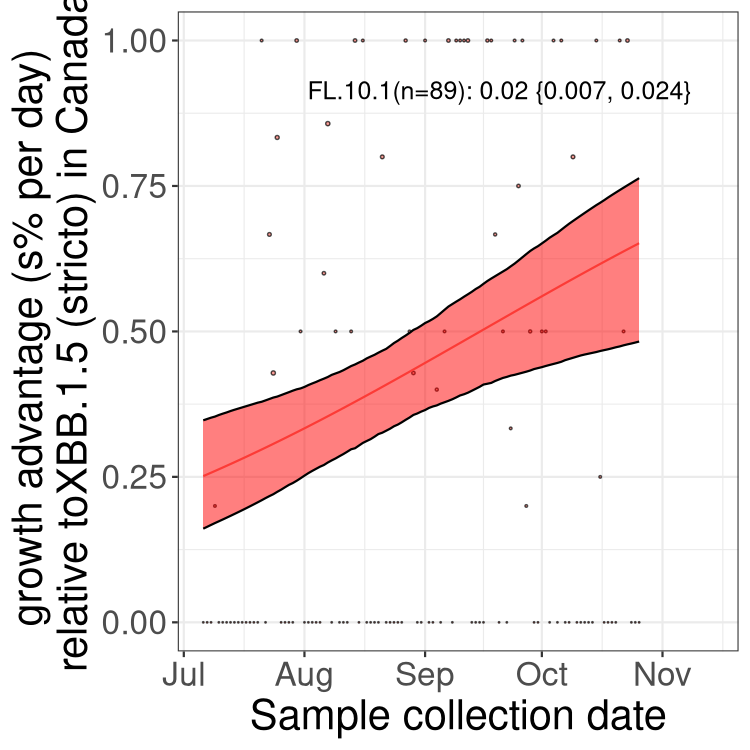 growth advantage (s% per day)
relative toXBB.1.5 (stricto) in Canada
1.00
0.75
0.50
0.25
0.00
FL.10.1(n=89): 0.02 {0.007, 0.024}
Jul Aug Sep Oct Nov
Sample collection date